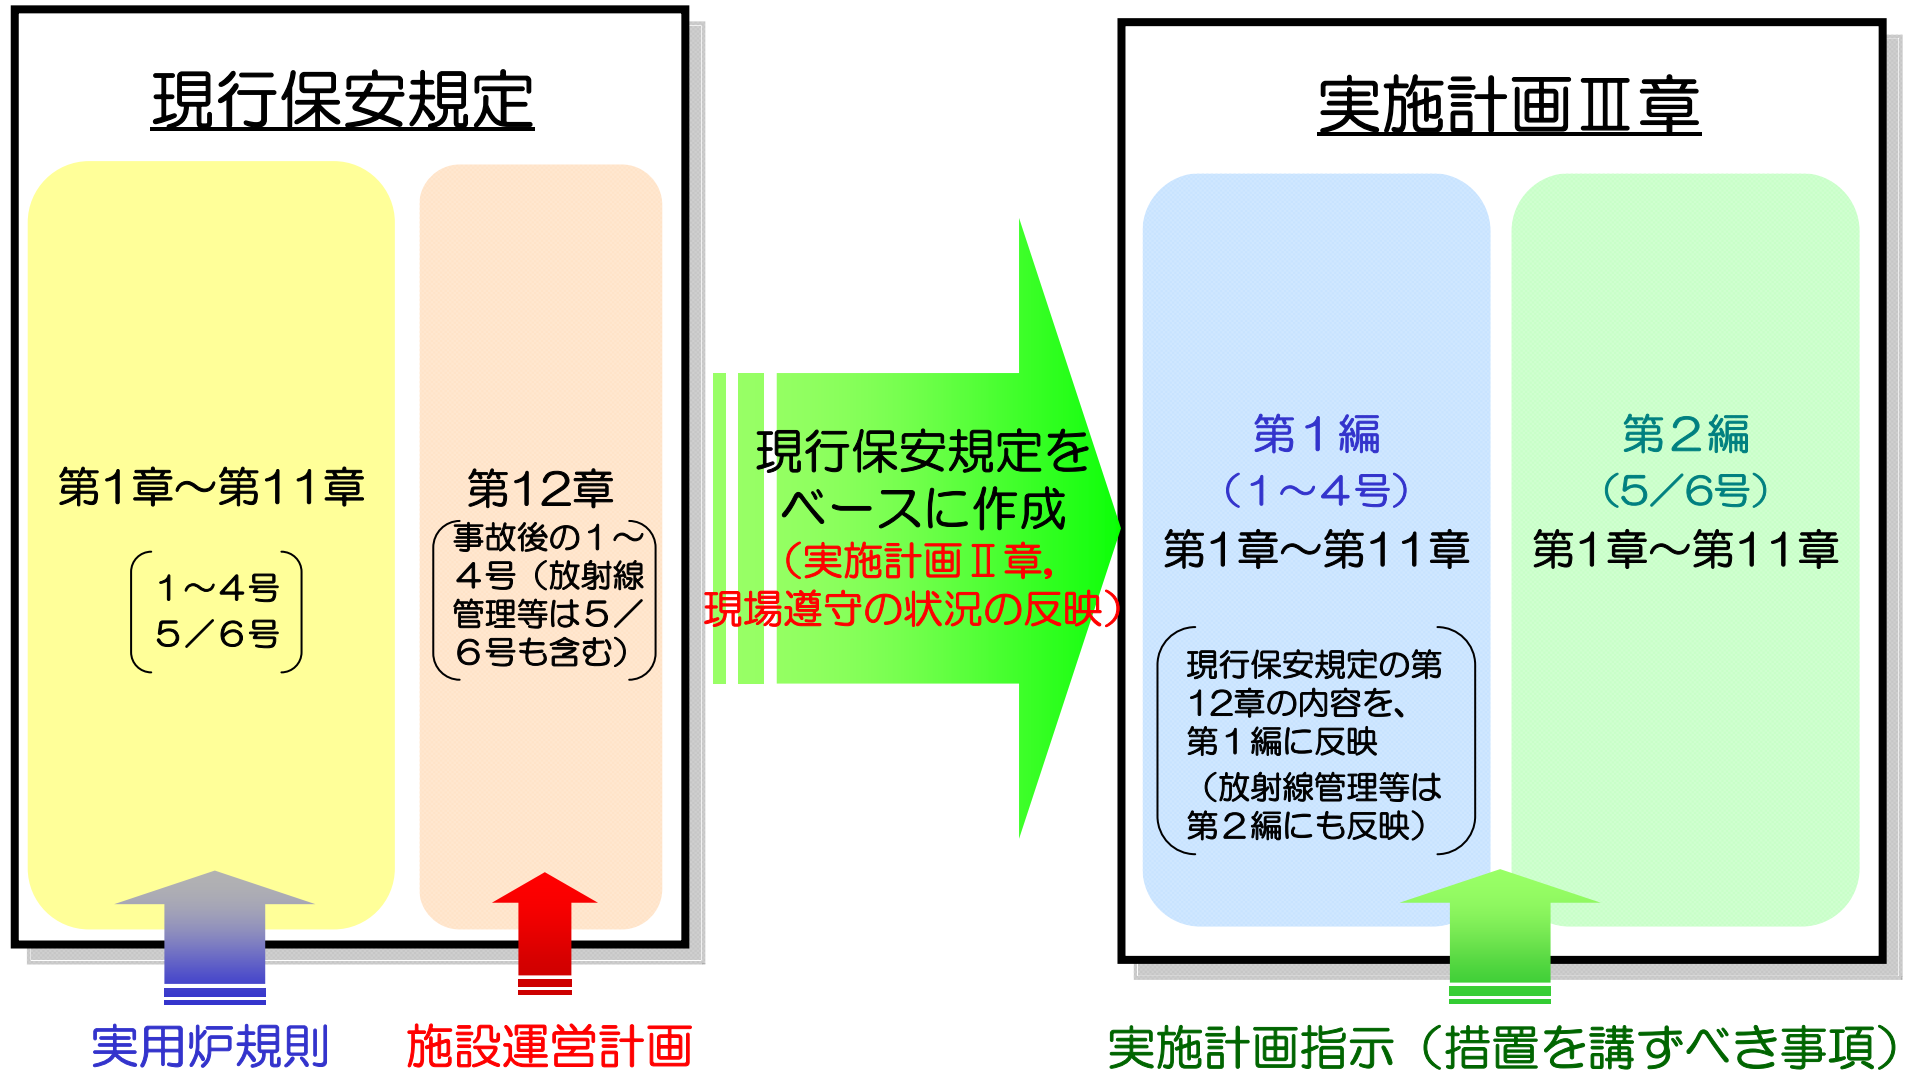 現行保安規定
第１章～第１１章
１～４号
５／６号
第１２章
事故後の１～
４号（放射線
管理等は５／
６号も含む）
実用炉規則
施設運営計画
現行保安規定を
ベースに作成
（実施計画Ⅱ章，
現場遵守の状況の反映）
実施計画Ⅲ章
第１編
（１～４号）
第１章～第１１章
現行保安規定の第
１２章の内容を、
第１編に反映
（放射線管理等は
第２編にも反映）
第２編
（５／６号）
第１章～第１１章
実施計画指示（措置を講ずべき事項）